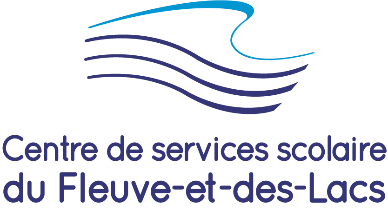 Centre de services scolaire
du Fleuve-et-des-Lacs